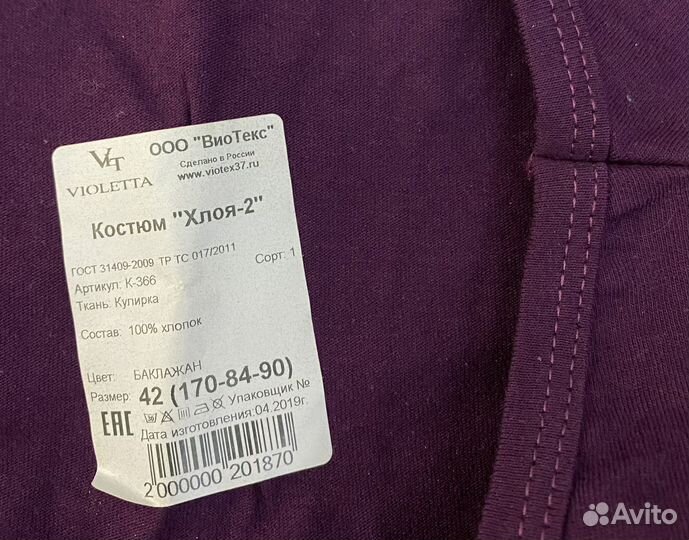 VT
VIOLETTA
ООО "ВиоТекс"
Сделано в России
www.viotex37.ru
Костюм "Хлоя-2"
ГОСТ 31409-2009 ТР ТС 017/2011
Артикул: К-366
Сорт: 1
Ткань: Кулирка
Состав: 100% хлопок
Цвет: БАКЛАЖАН
Размер: 42 (170-84-90)
ЕАС
Упаковщик №
Дата изготовления:04.2019г.
2 000000 201870
Avito